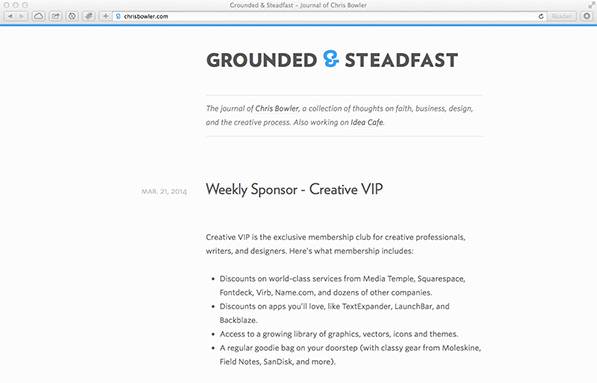 Grounded & Steadfast – Journal of Chris Bowler
chrisbowler.com
Reader
GROUNDED & STEADFAST
The journal of Chris Bowler, a collection of thoughts on faith, business, design,
and the creative process. Also working on Idea Cafe.
MAR. 21, 2014
Weekly Sponsor - Creative VIP
Creative VIP is the exclusive membership club for creative professionals,
writers, and designers. Here's what membership includes:
• Discounts on world-class services from Media Temple, Squarespace,
Fontdeck, Virb, Name.com, and dozens of other companies.
• Discounts on apps you'll love, like TextExpander, LaunchBar, and
Backblaze.
• Access to a growing library of graphics, vectors, icons and themes.
• A regular goodie bag on your doorstep (with classy gear from Moleskine,
Field Notes, SanDisk, and more).